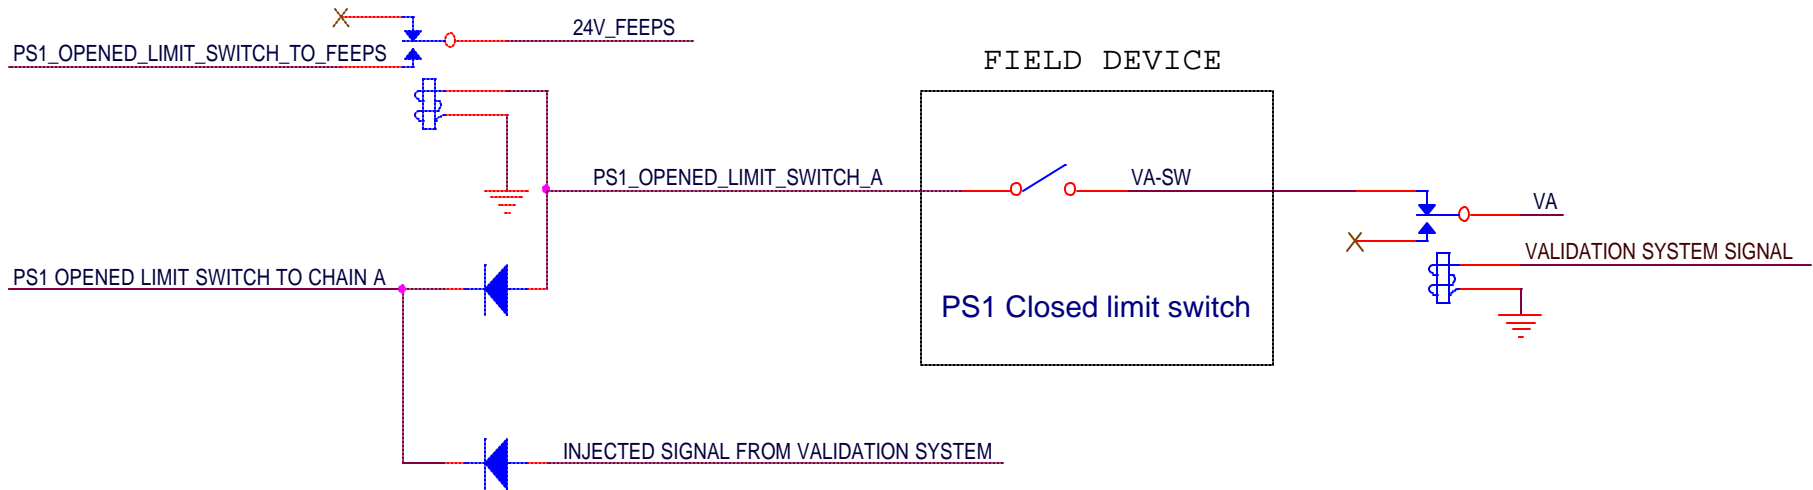 24V_FEEPS
PS1_OPENED_LIMIT_SWITCH_TO_FEEPS
FIELD DEVICE
PS1_OPENED_LIMIT_SWITCH_A
VA-SW
VA
VALIDATION SYSTEM SIGNAL
PS1 OPENED LIMIT SWITCH TO CHAIN A
PS1 Closed limit switch
INJECTED SIGNAL FROM VALIDATION SYSTEM